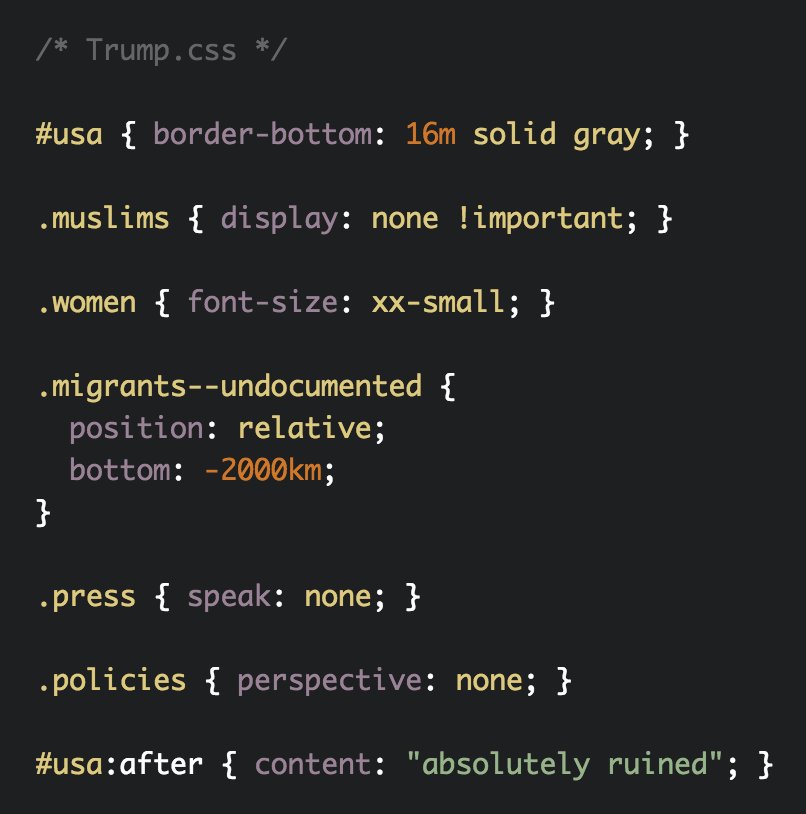 /* Trump.css */
#usa { border-bottom: 16m solid gray; }
.muslims { display: none !important; }
.women { font-size: xx-small; }
.migrants--undocumented {
position: relative;
bottom: -2000km;
}
.press { speak: none; }
.policies { perspective: none; }
#usa:after { content: "absolutely ruined"; }